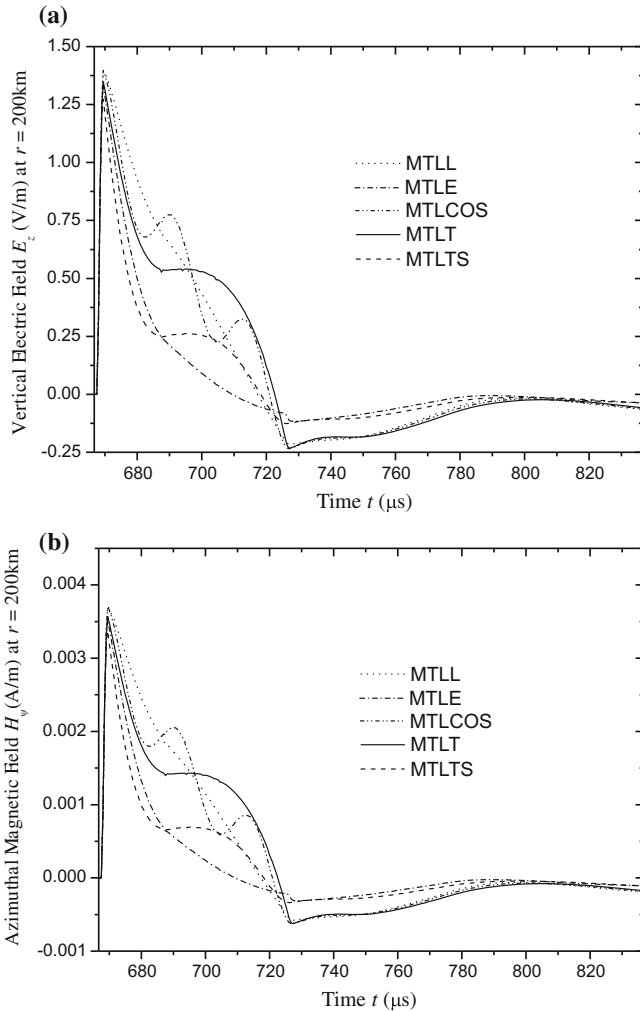 (a)
1.50
1.25
1.00
0.75
0.50
0.25
0.00
-0.25
Vertical Electric Field E_z (V/m) at r = 200km
MTLL
MTLE
MTLCOS
MTLT
MTLTS
680 700 720 740 760 780 800 820
Time t (μs)
(b)
0.004
0.003
0.002
0.001
0.000
-0.001
Azimuthal Magnetic Field H_ψ (A/m) at r = 200km
MTLL
MTLE
MTLCOS
MTLT
MTLTS
680 700 720 740 760 780 800 820
Time t (μs)